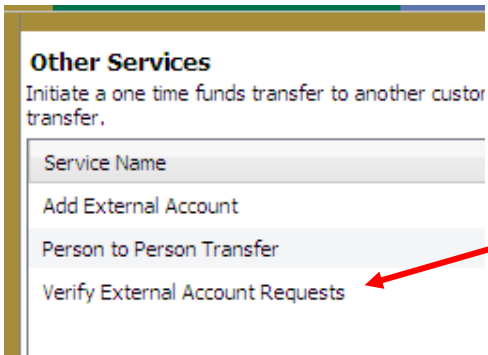 Other Services
Initiate a one time funds transfer to another
transfer.
Service Name
Add External Account
Person to Person Transfer
Verify External Account Requests